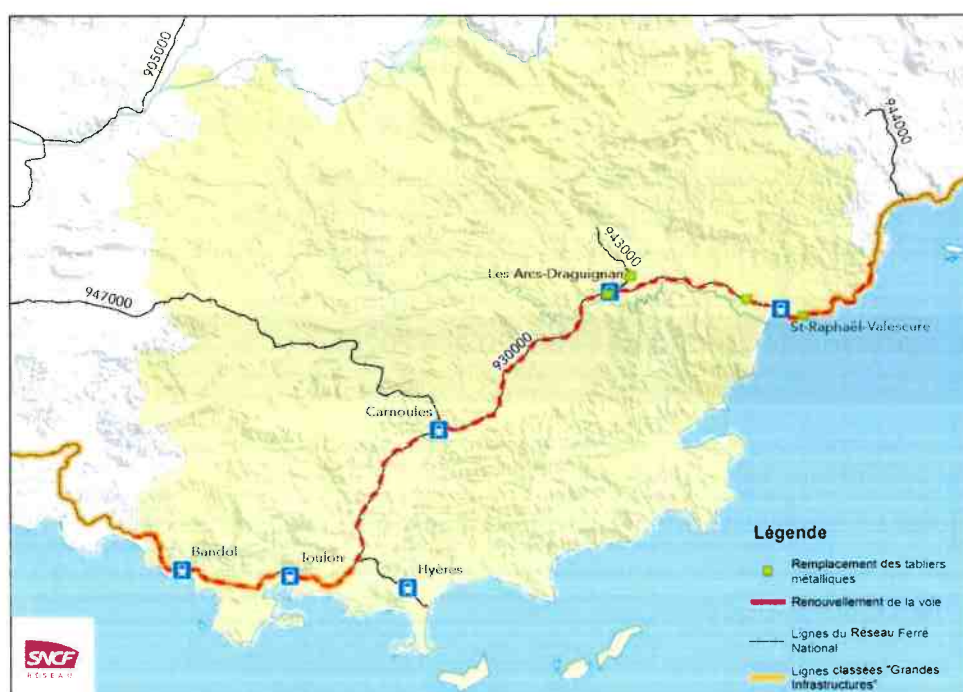 905000
944000
943000
Les Arcs-Draguignan
947000
St-Raphaël-Valescure
930000
Carnoules
Légende
Bandol
Toulon
Hyères
Remplacement des tabliers
métalliques
Renouvellement de la voie
Lignes du Réseau Ferré
National
Lignes classées "Grandes
Infrastructures"
SNCF
RÉSEAU